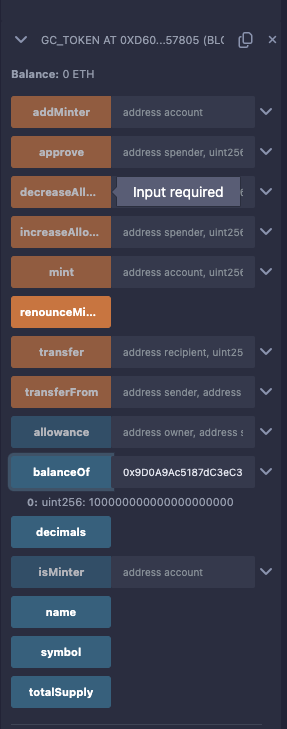 GC_TOKEN AT 0XD60...57805 (BLC
Balance: 0 ETH
addMinter address account
approve address spender, uint256
decreaseAll... Input required
increaseAllo... address spender, uint256
mint address account, uint256
renounceMi...
transfer address recipient, uint25
transferFrom address sender, address
allowance address owner, address s
balanceOf 0x9D0A9Ac5187dC3eC3
0: uint256: 100000000000000000000
decimals
isMinter address account
name
symbol
totalSupply